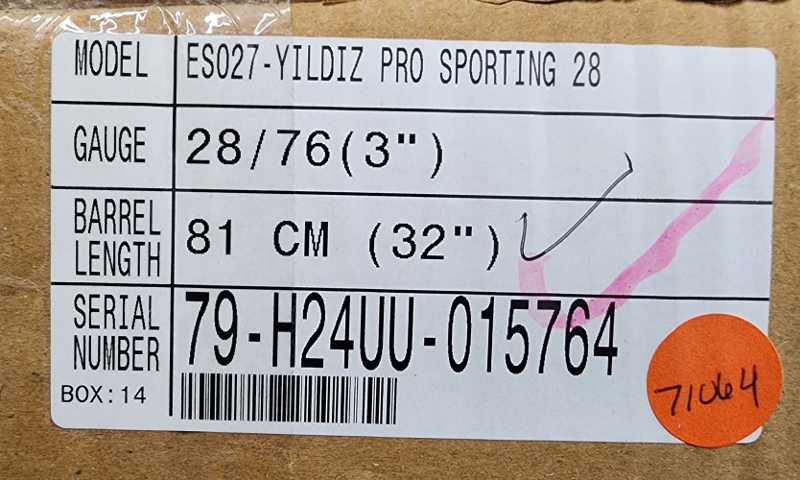 MODEL ES027-YILDIZ PRO SPORTING 28
GAUGE 28/76(3")
BARREL LENGTH 81 CM (32")
SERIAL NUMBER 79-H24UU-015764
BOX:14
71064